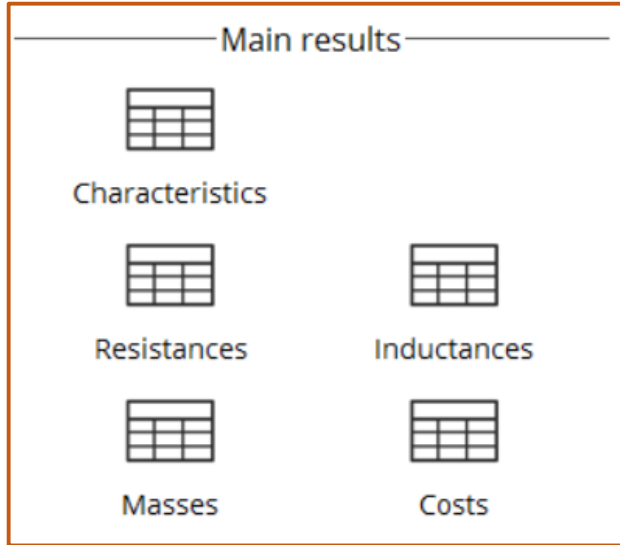 Main results
Characteristics
Resistances Inductances
Masses Costs